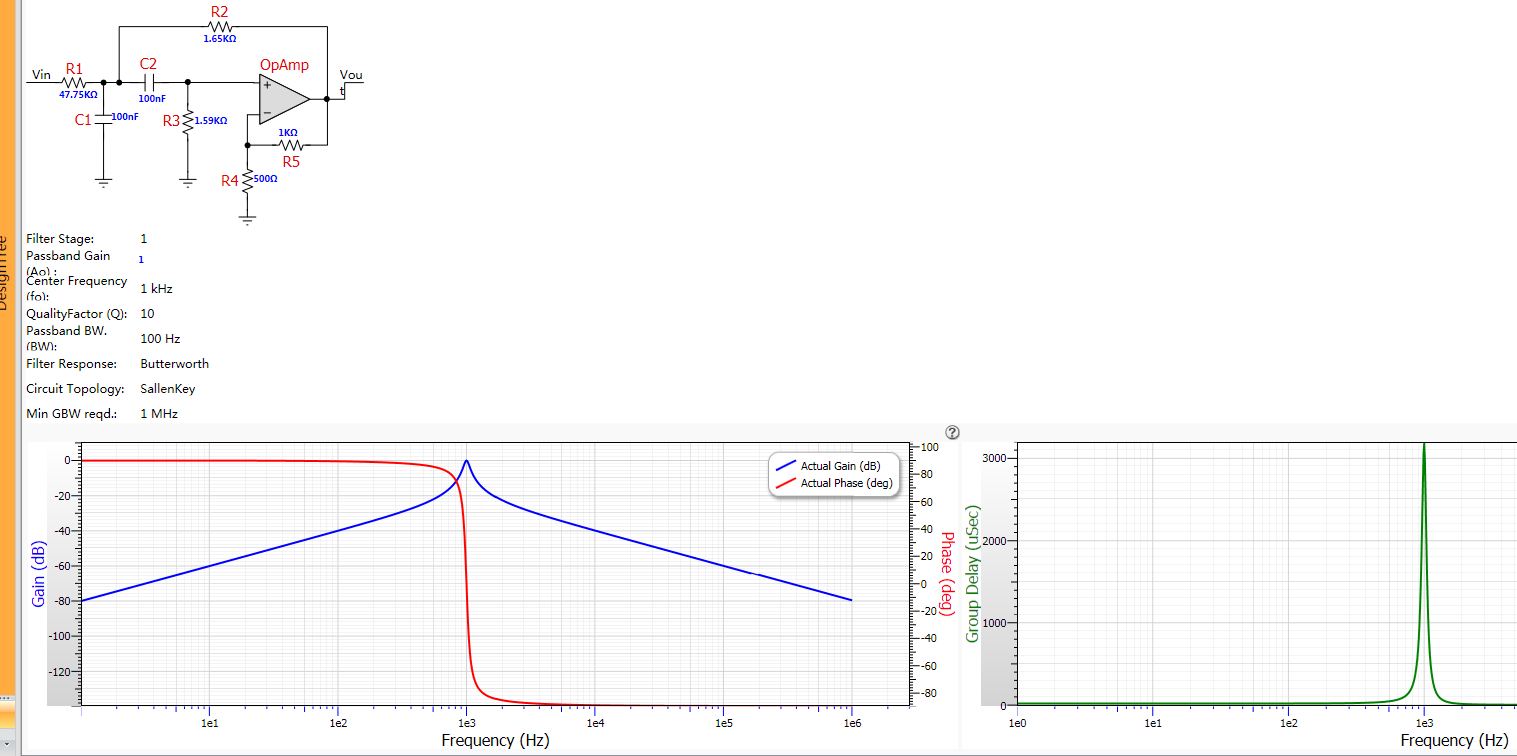 R2
1.65KΩ
Vin
R1
C2
OpAmp
Vou
t
47.75KΩ
100nF
+
−
C1
100nF
R3
1.59KΩ
1KΩ
R5
R4
500Ω
Design Tree
Filter Stage: 1
Passband Gain
(Ao) : 1
Center Frequency
(fo): 1 kHz
QualityFactor (Q): 10
Passband BW.
(BW): 100 Hz
Filter Response: Butterworth
Circuit Topology: SallenKey
Min GBW reqd.: 1 MHz
?
Actual Gain (dB)
Actual Phase (deg)
Gain (dB)
0
-20
-40
-60
-80
-100
-120
1e1 1e2 1e3 1e4 1e5 1e6
Frequency (Hz)
100
80
60
40
20
0
-20
-40
-60
-80
Phase (deg)
Group Delay (uSec)
3000
2000
1000
0
1e0 1e1 1e2 1e3
Frequency (Hz)